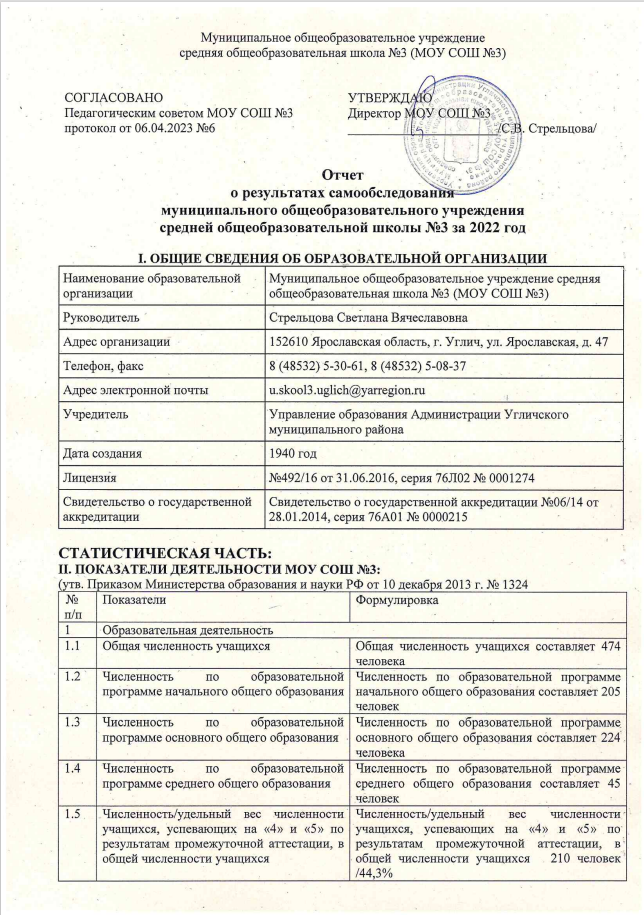 Муниципальное общеобразовательное учреждение
средняя общеобразовательная школа №3 (МОУ СОШ №3)
СОГЛАСОВАНО
Педагогическим советом МОУ СОШ №3
протокол от 06.04.2023 №6
УТВЕРЖДАЮ
Директор МОУ СОШ №3
/С.В. Стрельцова/
Отчет
о результатах самообследования
муниципального общеобразовательного учреждения
средней общеобразовательной школы №3 за 2022 год
I. ОБЩИЕ СВЕДЕНИЯ ОБ ОБРАЗОВАТЕЛЬНОЙ ОРГАНИЗАЦИИ
Наименование образовательной
организации
Муниципальное общеобразовательное учреждение средняя
общеобразовательная школа №3 (МОУ СОШ №3)
Руководитель
Стрельцова Светлана Вячеславовна
Адрес организации
152610 Ярославская область, г. Углич, ул. Ярославская, д. 47
Телефон, факс
8 (48532) 5-30-61, 8 (48532) 5-08-37
Адрес электронной почты
u.skool3.uglich@yarregion.ru
Учредитель
Управление образования Администрации Угличского
муниципального района
Дата создания
1940 год
Лицензия
№492/16 от 31.06.2016, серия 76Л02 № 0001274
Свидетельство о государственной
аккредитации
Свидетельство о государственной аккредитации №06/14 от
28.01.2014, серия 76А01 № 0000215
СТАТИСТИЧЕСКАЯ ЧАСТЬ:
II. ПОКАЗАТЕЛИ ДЕЯТЕЛЬНОСТИ МОУ СОШ №3:
(утв. Приказом Министерства образования и науки РФ от 10 декабря 2013 г. № 1324
№
п/п
Показатели
Формулировка
1
Образовательная деятельность
1.1
Общая численность учащихся
Общая численность учащихся составляет 474
человека
1.2
Численность по образовательной
программе начального общего образования
Численность по образовательной программе
начального общего образования составляет 205
человек
1.3
Численность по образовательной
программе основного общего образования
Численность по образовательной программе
основного общего образования составляет 224
человека
1.4
Численность по образовательной
программе среднего общего образования
Численность по образовательной программе
среднего общего образования составляет 45
человек
1.5
Численность/удельный вес численности
учащихся, успевающих на «4» и «5» по
результатам промежуточной аттестации, в
общей численности учащихся
Численность/удельный вес численности
учащихся, успевающих на «4» и «5» по
результатам промежуточной аттестации, в
общей численности учащихся 210 человек
/44,3%